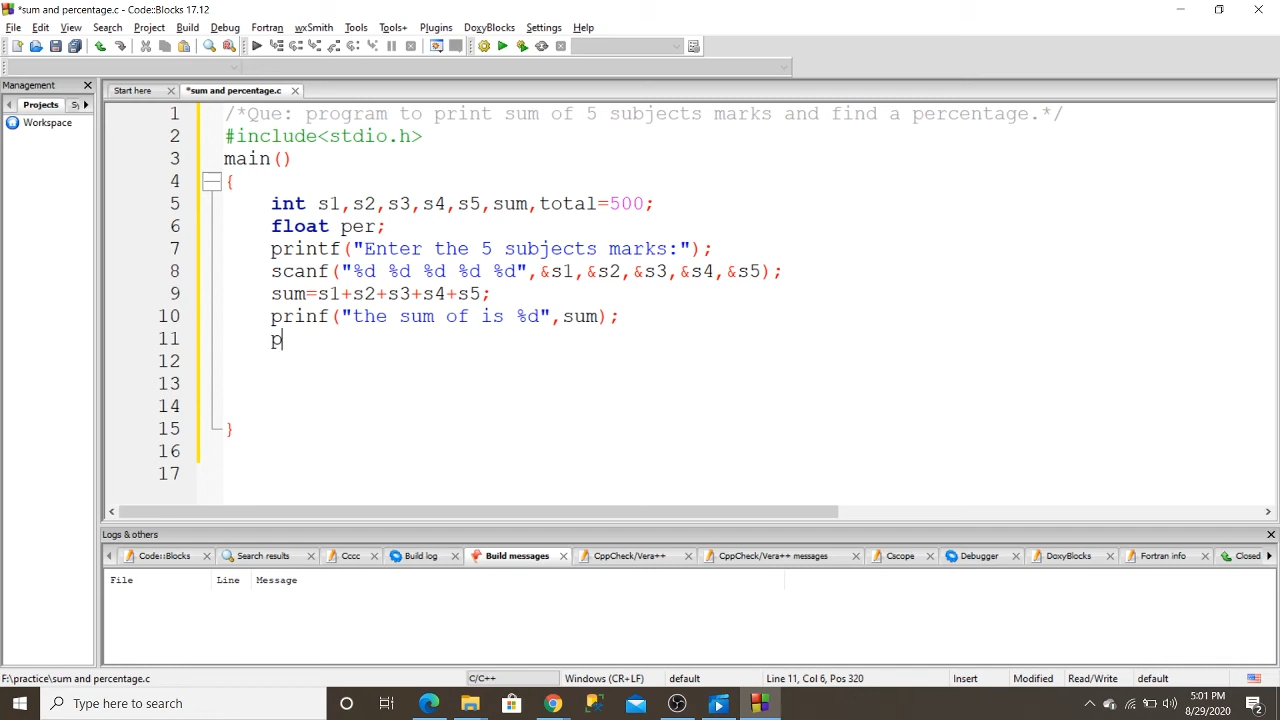 *sum and percentage.c - Code::Blocks 17.12
File Edit View Search Project Build Debug Fortran wxSmith Tools Tools+ Plugins DoxyBlocks Settings Help
Management
Start here *sum and percentage.c
Projects Sy
Workspace
1 /*Que: program to print sum of 5 subjects marks and find a percentage.*/
2 #include<stdio.h>
3 main()
4 {
5 int s1,s2,s3,s4,s5,sum,total=500;
6 float per;
7 printf("Enter the 5 subjects marks:");
8 scanf("%d %d %d %d %d",&s1,&s2,&s3,&s4,&s5);
9 sum=s1+s2+s3+s4+s5;
10 prinf("the sum of is %d",sum);
11 p
12
13
14
15 }
16
17
Logs & others
Code::Blocks Search results Cccc Build log Build messages CppCheck/Vera++ CppCheck/Vera++ messages Cscope Debugger DoxyBlocks Fortran info Closed
File Line Message
F:\practice\sum and percentage.c C/C++ Windows (CR+LF) default Line 11, Col 6, Pos 320 Insert Modified Read/Write default
Type here to search
5:01 PM
8/29/2020
2